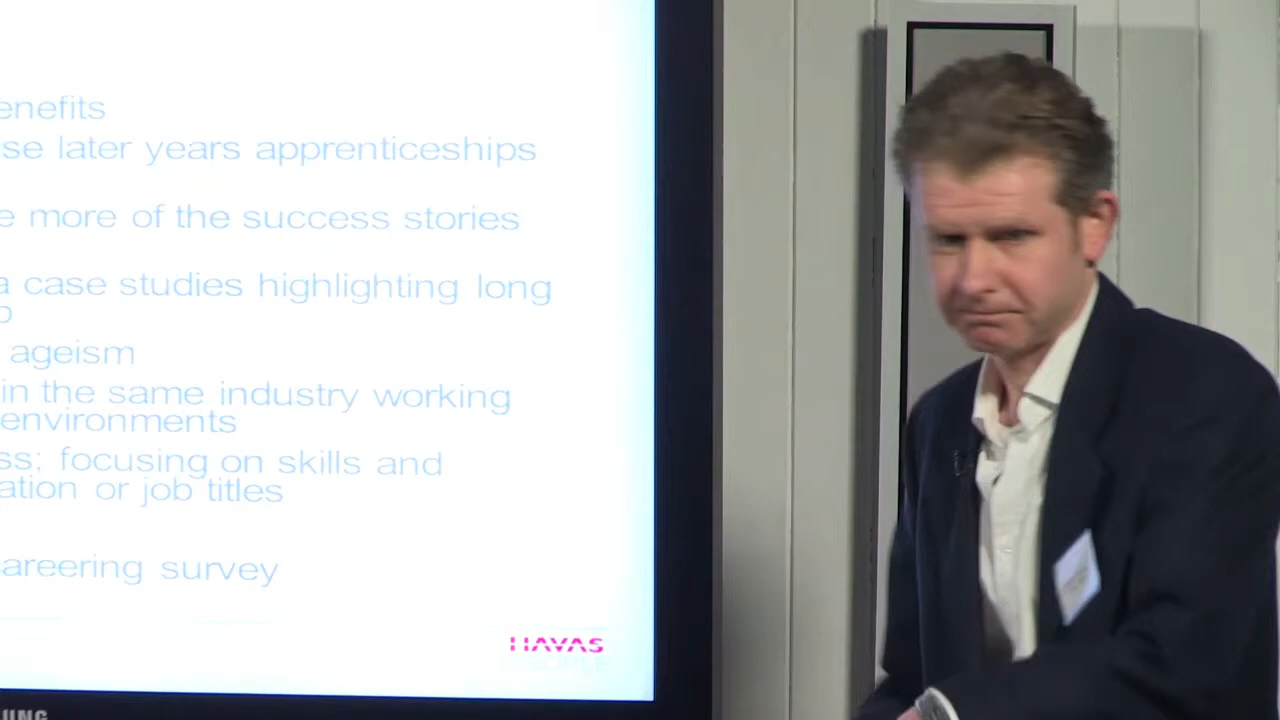 enefits
se later years apprenticeships
e more of the success stories
a case studies highlighting long
ageism
in the same industry working
environments
ss; focusing on skills and
ation or job titles
areering survey
HAVAS
UNG